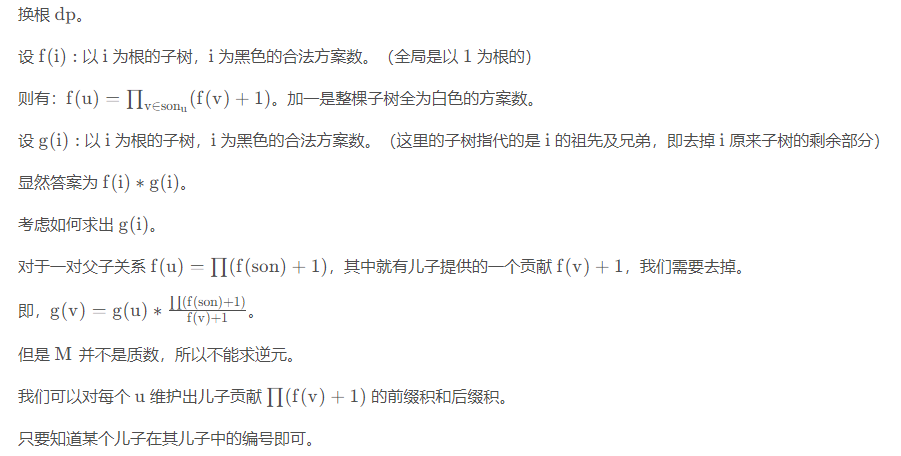 换根 dp。
设 f(i)：以 i 为根的子树，i 为黑色的合法方案数。（全局是以 1 为根的）
则有：f(u) = ∏_{v∈son_u}(f(v) + 1)。加一是整棵子树全为白色的方案数。
设 g(i)：以 i 为根的子树，i 为黑色的合法方案数。（这里的子树指代的是 i 的祖先及兄弟，即去掉 i 原来子树的剩余部分）
显然答案为 f(i) * g(i)。
考虑如何求出 g(i)。
对于一对父子关系 f(u) = ∏(f(son) + 1)，其中就有儿子提供的一个贡献 f(v) + 1，我们需要去掉。
即，g(v) = g(u) * \frac{∏(f(son)+1)}{f(v)+1}。
但是 M 并不是质数，所以不能求逆元。
我们可以对每个 u 维护出儿子贡献 ∏(f(v) + 1) 的前缀积和后缀积。
只要知道某个儿子在其儿子中的编号即可。